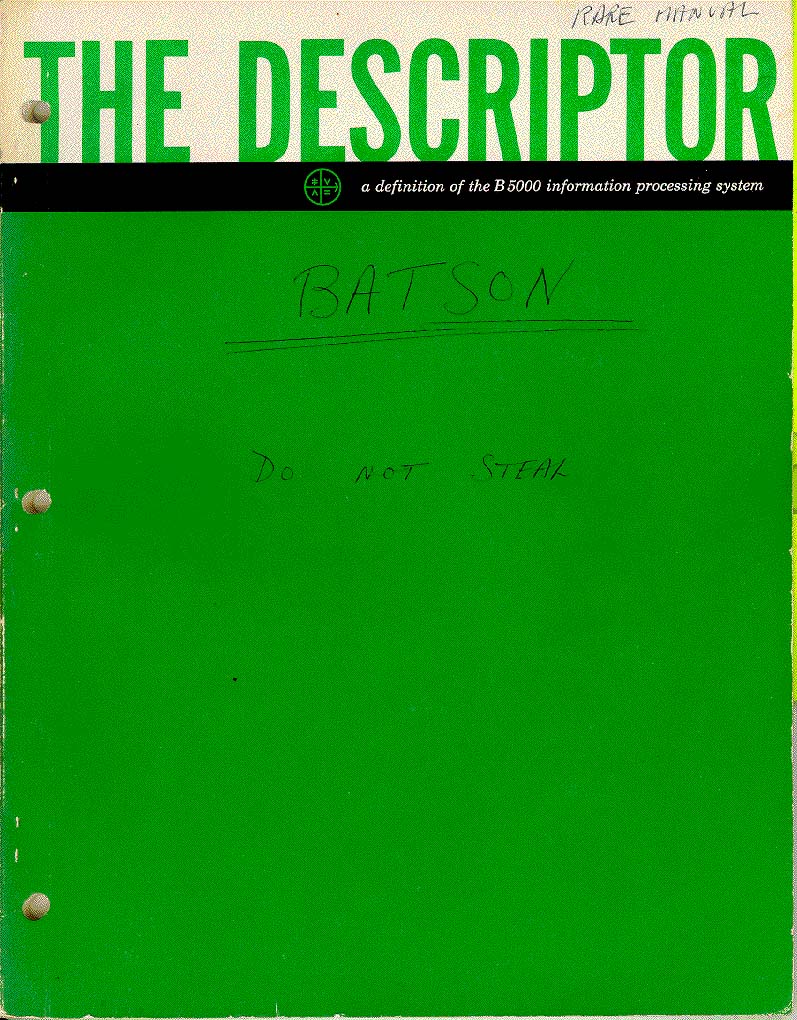 RARE MANUAL
THE DESCRIPTOR
a definition of the B 5000 information processing system
BATSON
DO NOT STEAL